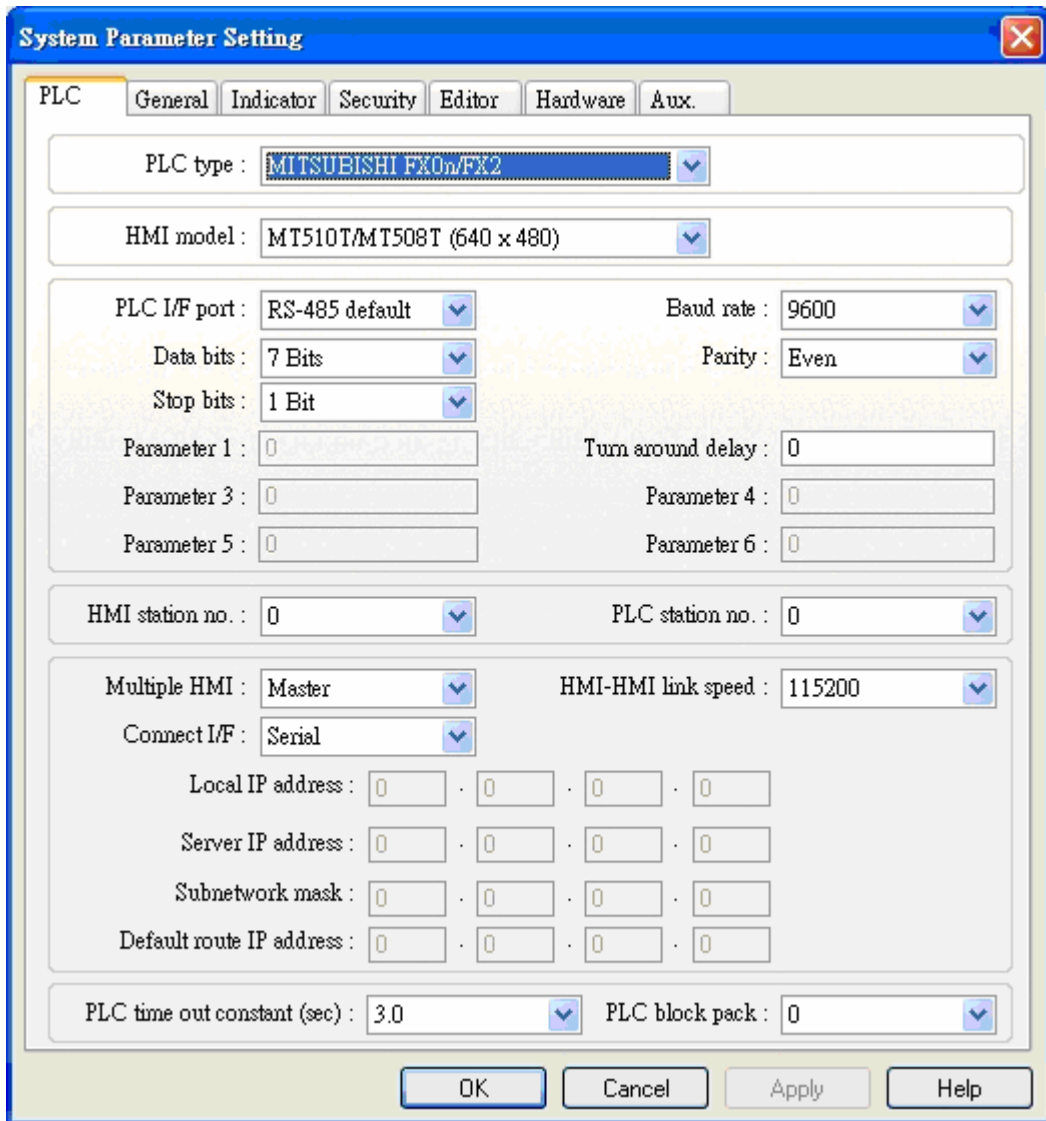 System Parameter Setting
PLC General Indicator Security Editor Hardware Aux.
PLC type : MITSUBISHI FX0n/FX2
HMI model : MT510T/MT508T (640 x 480)
PLC I/F port : RS-485 default Baud rate : 9600
Data bits : 7 Bits Parity : Even
Stop bits : 1 Bit
Parameter 1 : 0 Turn around delay : 0
Parameter 3 : 0 Parameter 4 : 0
Parameter 5 : 0 Parameter 6 : 0
HMI station no. : 0 PLC station no. : 0
Multiple HMI : Master HMI-HMI link speed : 115200
Connect I/F : Serial
Local IP address : 0 . 0 . 0 . 0
Server IP address : 0 . 0 . 0 . 0
Subnetwork mask : 0 . 0 . 0 . 0
Default route IP address : 0 . 0 . 0 . 0
PLC time out constant (sec) : 3.0 PLC block pack : 0
OK Cancel Apply Help